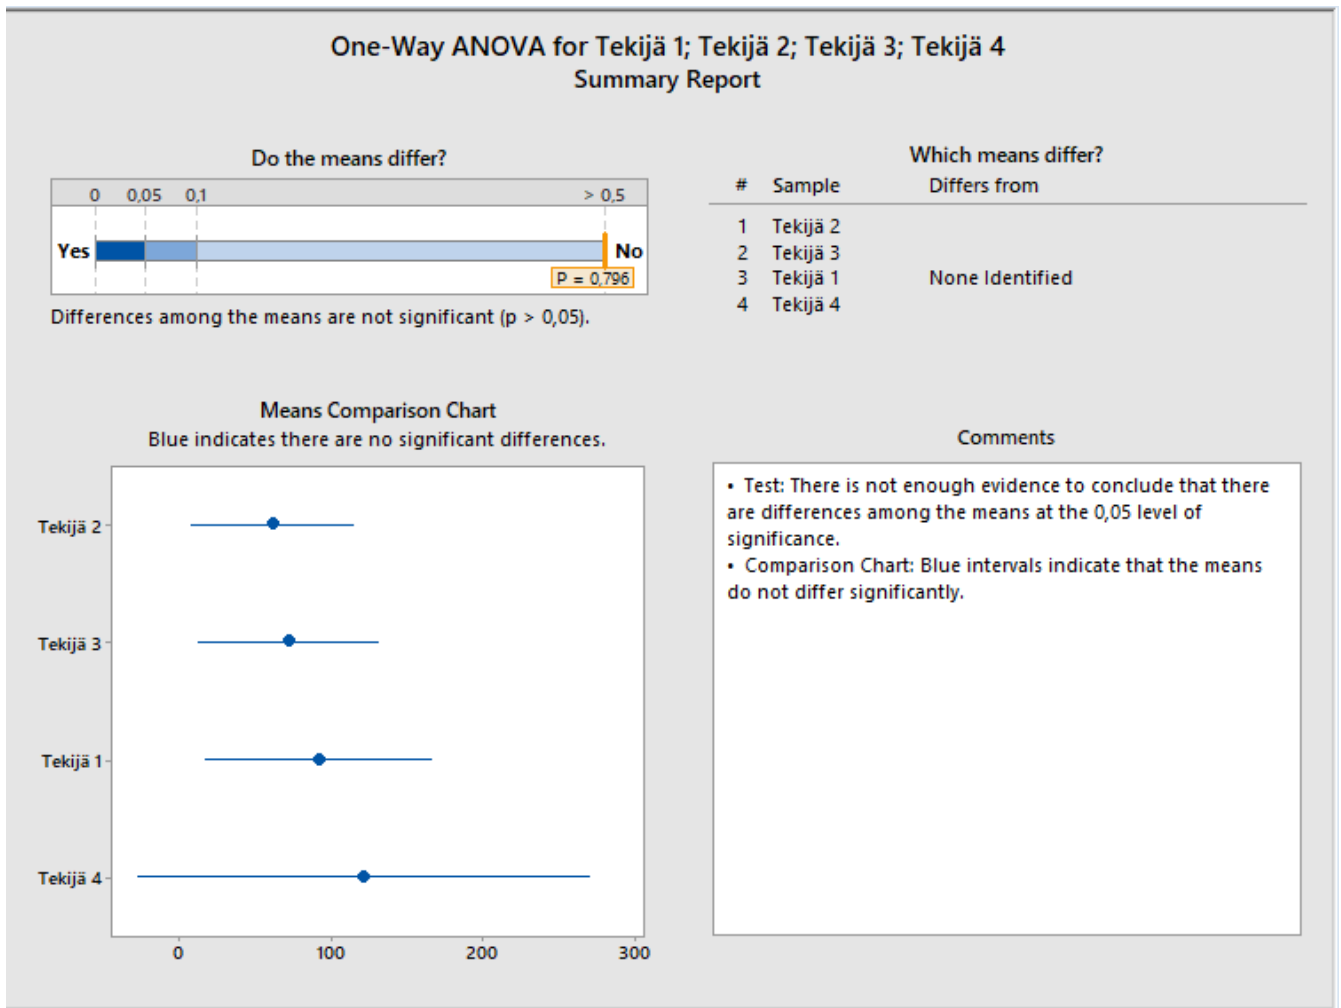 One-Way ANOVA for Tekijä 1; Tekijä 2; Tekijä 3; Tekijä 4
Summary Report
Do the means differ?
0 0,05 0,1 > 0,5
Yes No
P = 0,796
Differences among the means are not significant (p > 0,05).
Which means differ?
# Sample Differs from
1 Tekijä 2
2 Tekijä 3
3 Tekijä 1 None Identified
4 Tekijä 4
Means Comparison Chart
Blue indicates there are no significant differences.
Tekijä 2
Tekijä 3
Tekijä 1
Tekijä 4
0 100 200 300
Comments
• Test: There is not enough evidence to conclude that there
are differences among the means at the 0,05 level of
significance.
• Comparison Chart: Blue intervals indicate that the means
do not differ significantly.